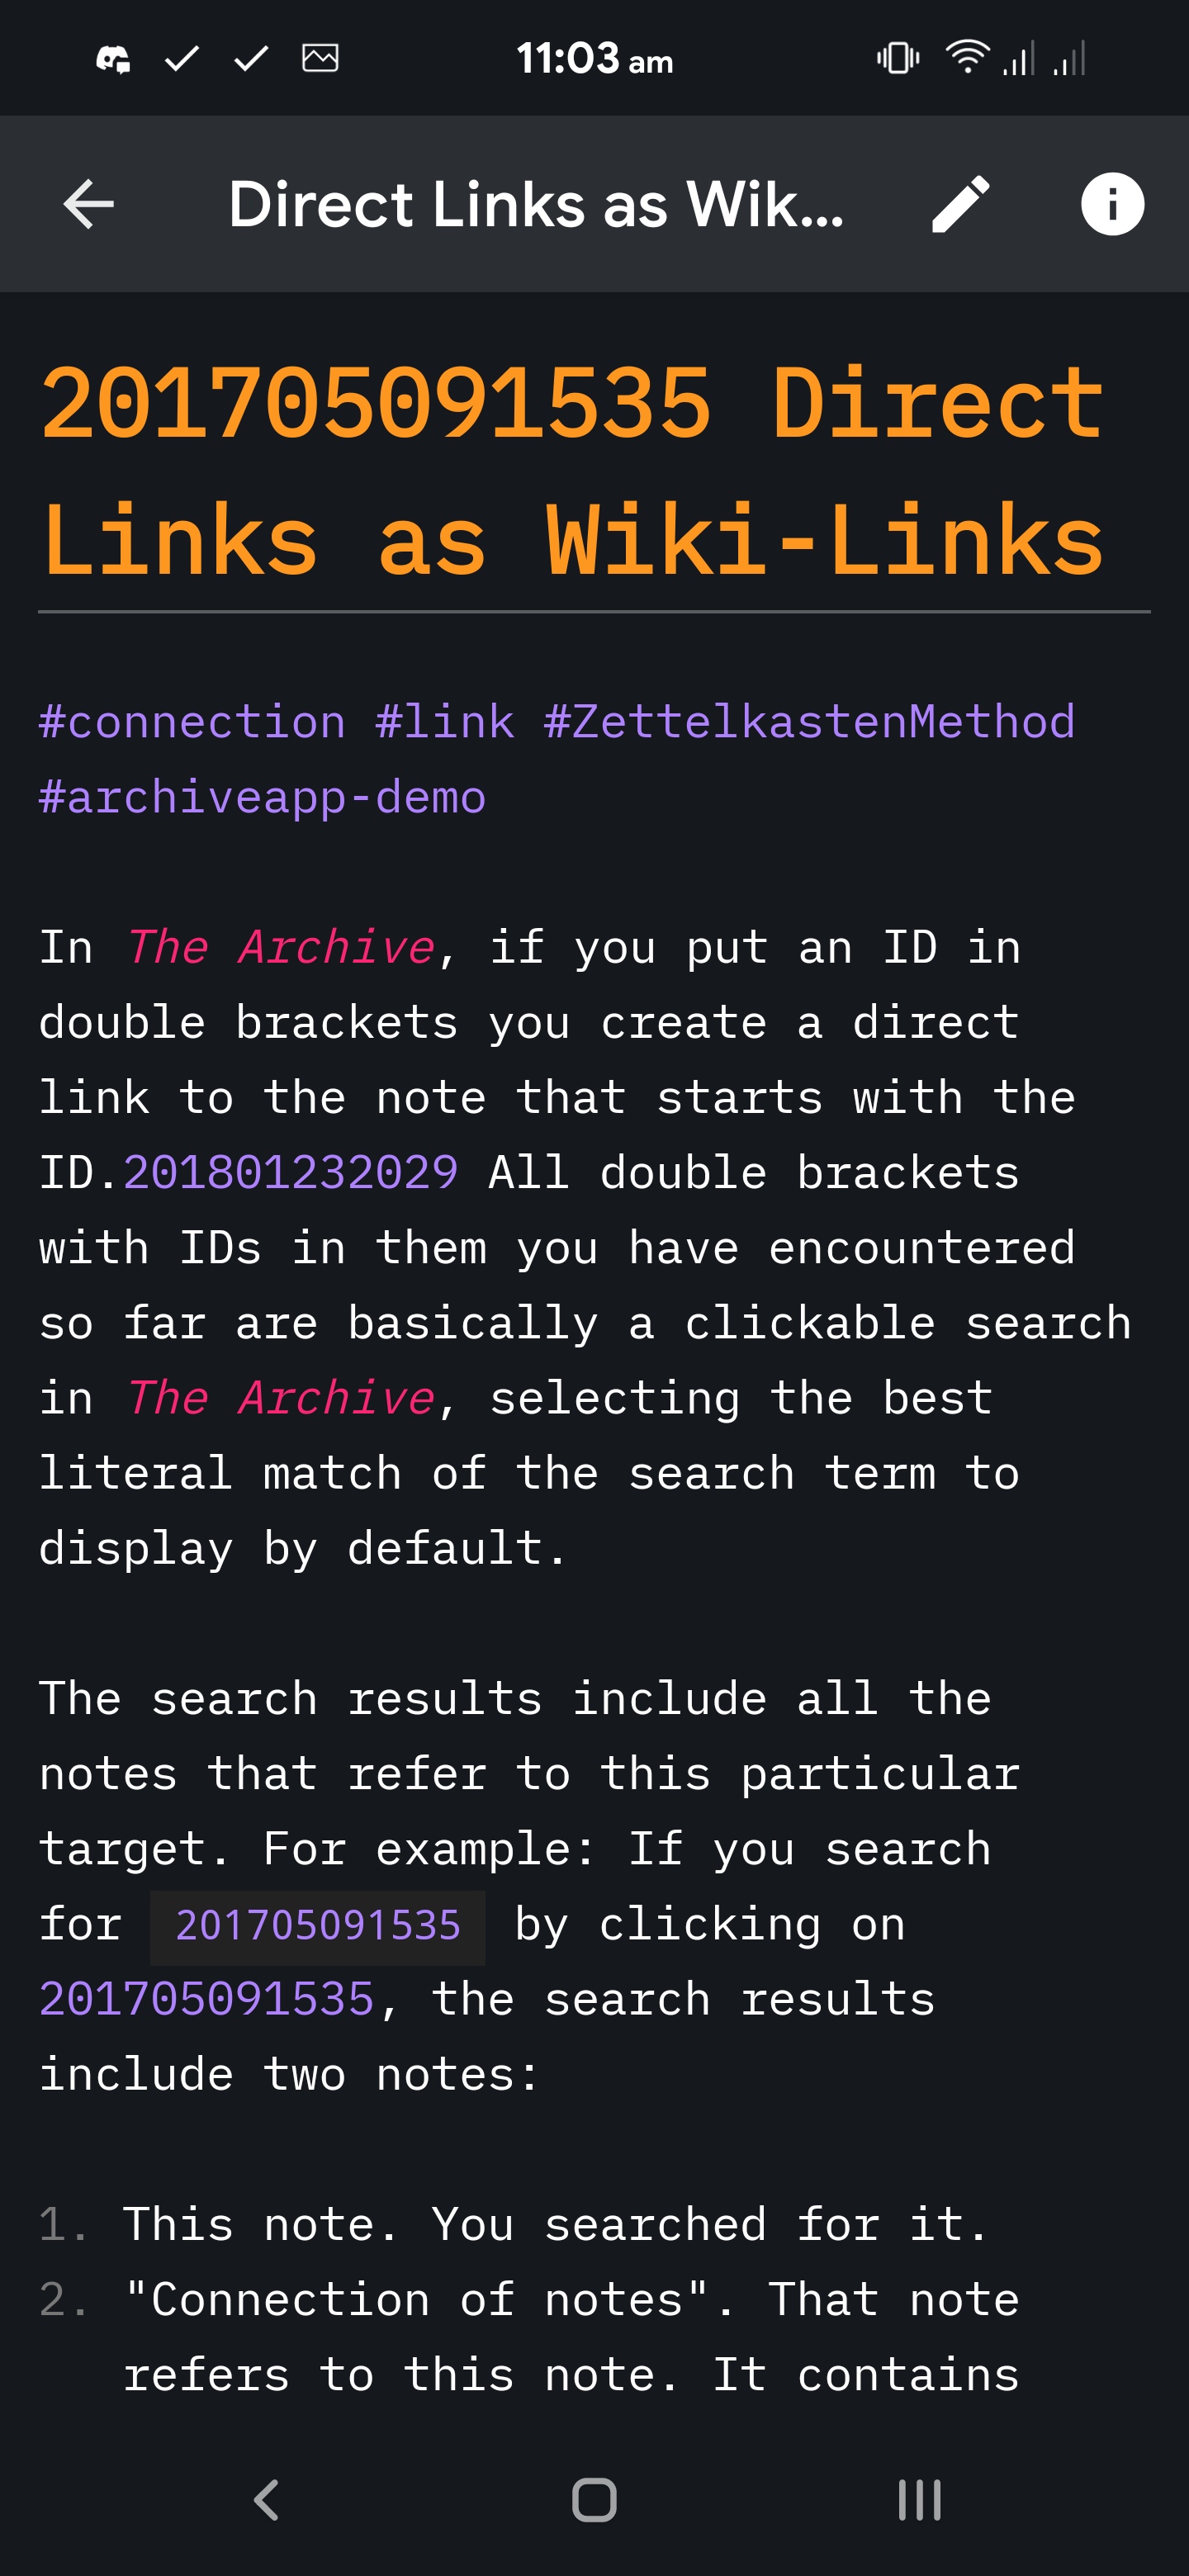 11:03 am
Direct Links as Wik...
201705091535 Direct
Links as Wiki-Links
#connection #link #ZettelkastenMethod
#archiveapp-demo
In The Archive, if you put an ID in
double brackets you create a direct
link to the note that starts with the
ID.201801232029 All double brackets
with IDs in them you have encountered
so far are basically a clickable search
in The Archive, selecting the best
literal match of the search term to
display by default.
The search results include all the
notes that refer to this particular
target. For example: If you search
for 201705091535 by clicking on
201705091535, the search results
include two notes:
1. This note. You searched for it.
2. "Connection of notes". That note
refers to this note. It contains